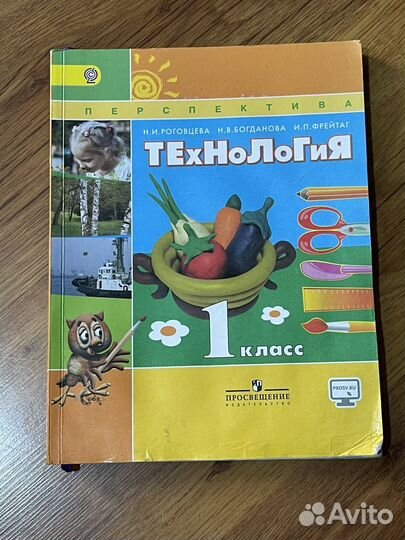 ПЕРСПЕКТИВА
Н.И.РОГОВЦЕВА Н.В.БОГДАНОВА И.П.ФРЕЙТАГ
ТЕхНоЛоГиЯ
1 класс
ПРОСВЕЩЕНИЕ
ИЗДАТЕЛЬСТВО
PROSV.RU
Avito